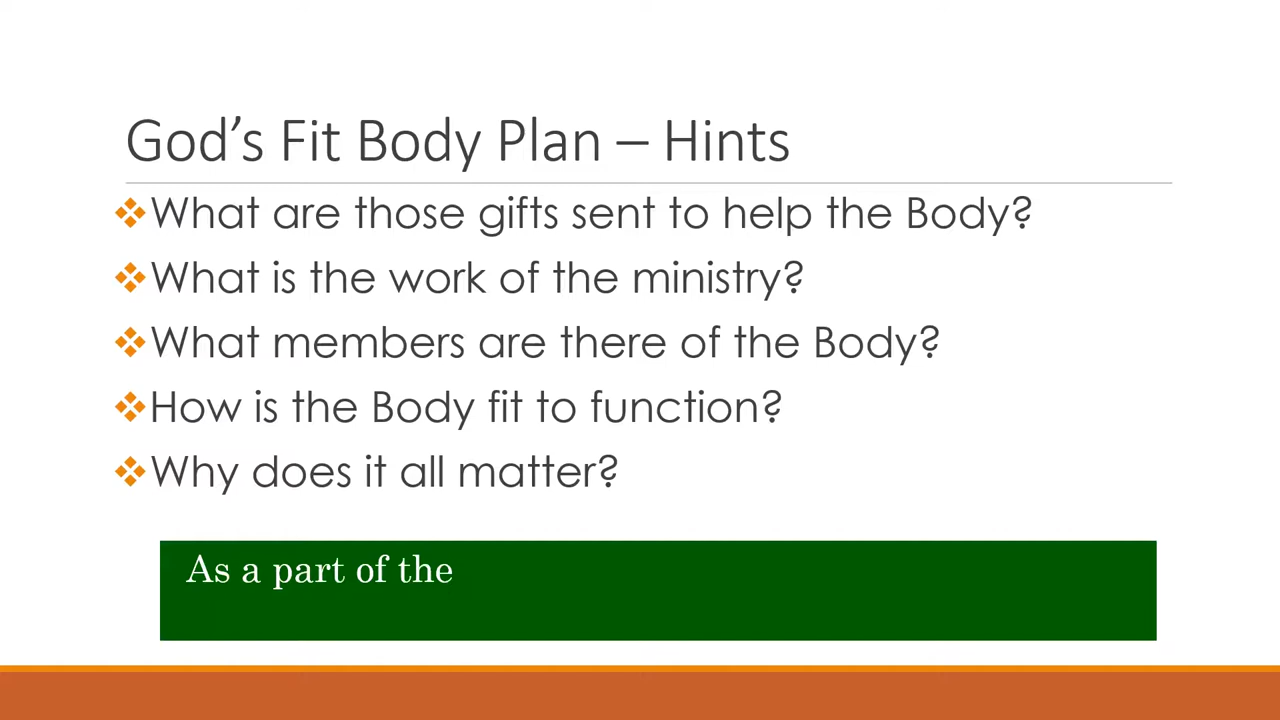 God’s Fit Body Plan – Hints
What are those gifts sent to help the Body?
What is the work of the ministry?
What members are there of the Body?
How is the Body fit to function?
Why does it all matter?
As a part of the